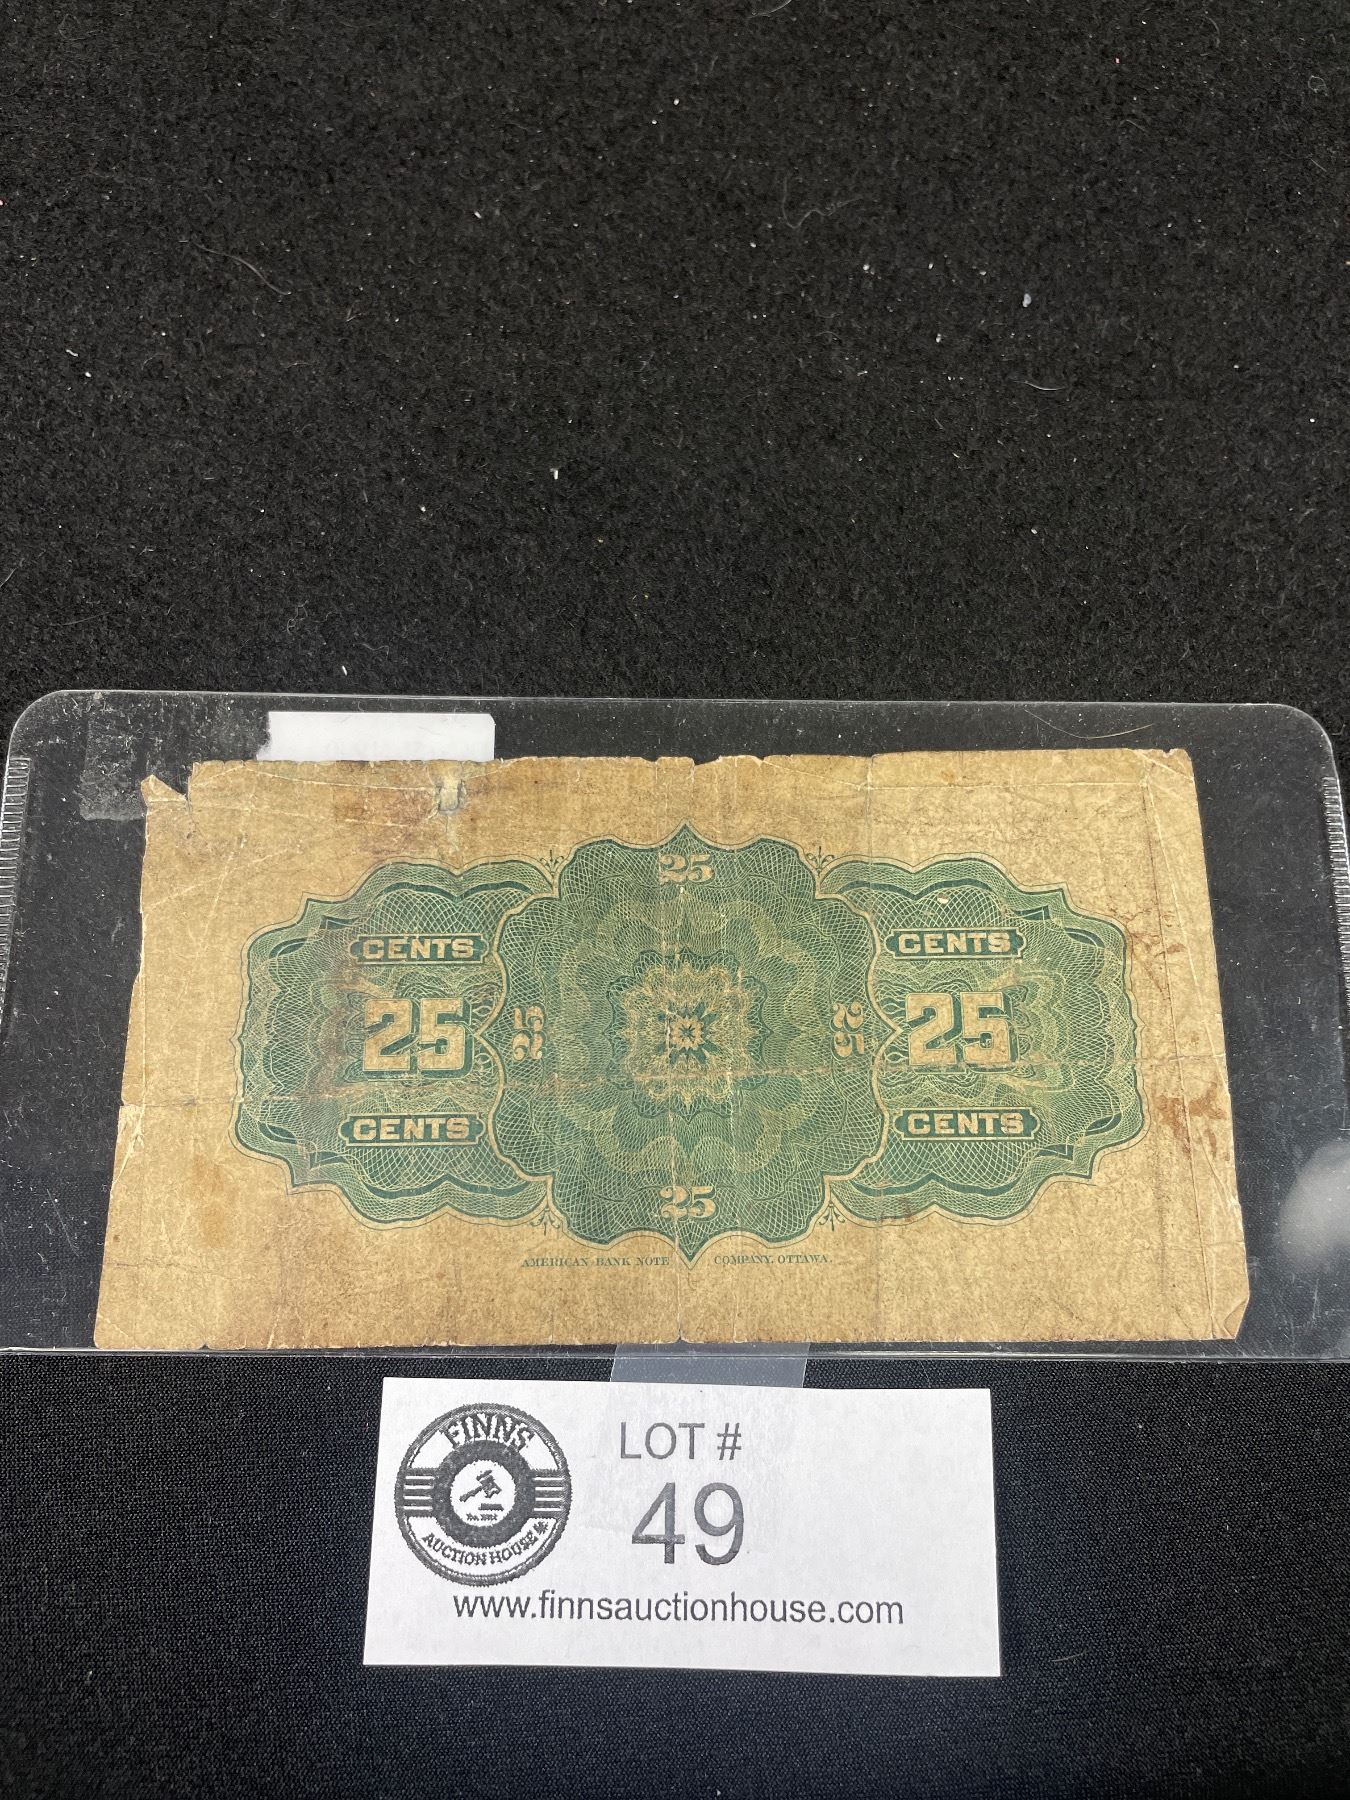 25
CENTS CENTS
25 25 25 25
CENTS CENTS
25
AMERICAN BANK NOTE COMPANY, OTTAWA.
FINNS
AUCTION HOUSE
LOT #
49
www.finnsauctionhouse.com